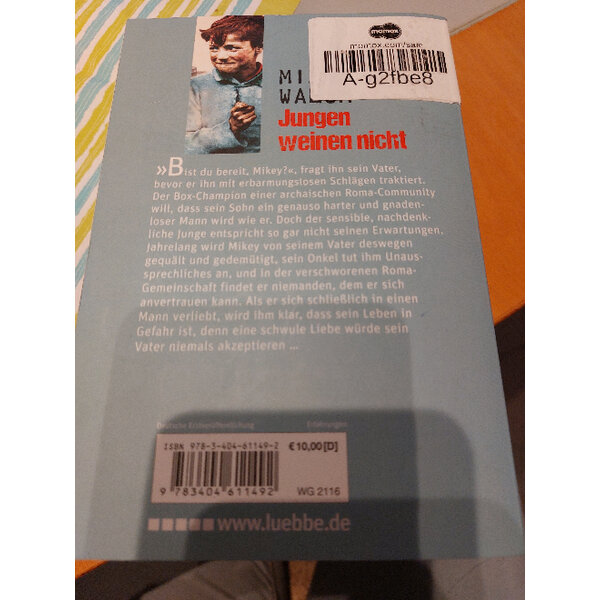 momox
momox.com/sale
A-g2fbe8
MI
WALSH
Jungen
weinen nicht
»Bist du bereit, Mikey?«, fragt ihn sein Vater,
bevor er ihn mit erbarmungslosen Schlägen traktiert.
Der Box-Champion einer archaischen Roma-Community
will, dass sein Sohn ein genauso harter und gnaden-
loser Mann wird wie er. Doch der sensible, nachdenk-
liche Junge entspricht so gar nicht seinen Erwartungen.
Jahrelang wird Mikey von seinem Vater deswegen
gequält und gedemütigt, sein Onkel tut ihm Unaus-
sprechliches an, und in der verschworenen Roma-
Gemeinschaft findet er niemanden, dem er sich
anvertrauen kann. Als er sich schließlich in einen
Mann verliebt, wird ihm klar, dass sein Leben in
Gefahr ist, denn eine schwule Liebe würde sein
Vater niemals akzeptieren ...
Deutsche Erstveröffentlichung Erfahrungen
ISBN 978-3-404-61149-2 € 10,00 [D]
9 783404 611492 WG 2116
www.luebbe.de